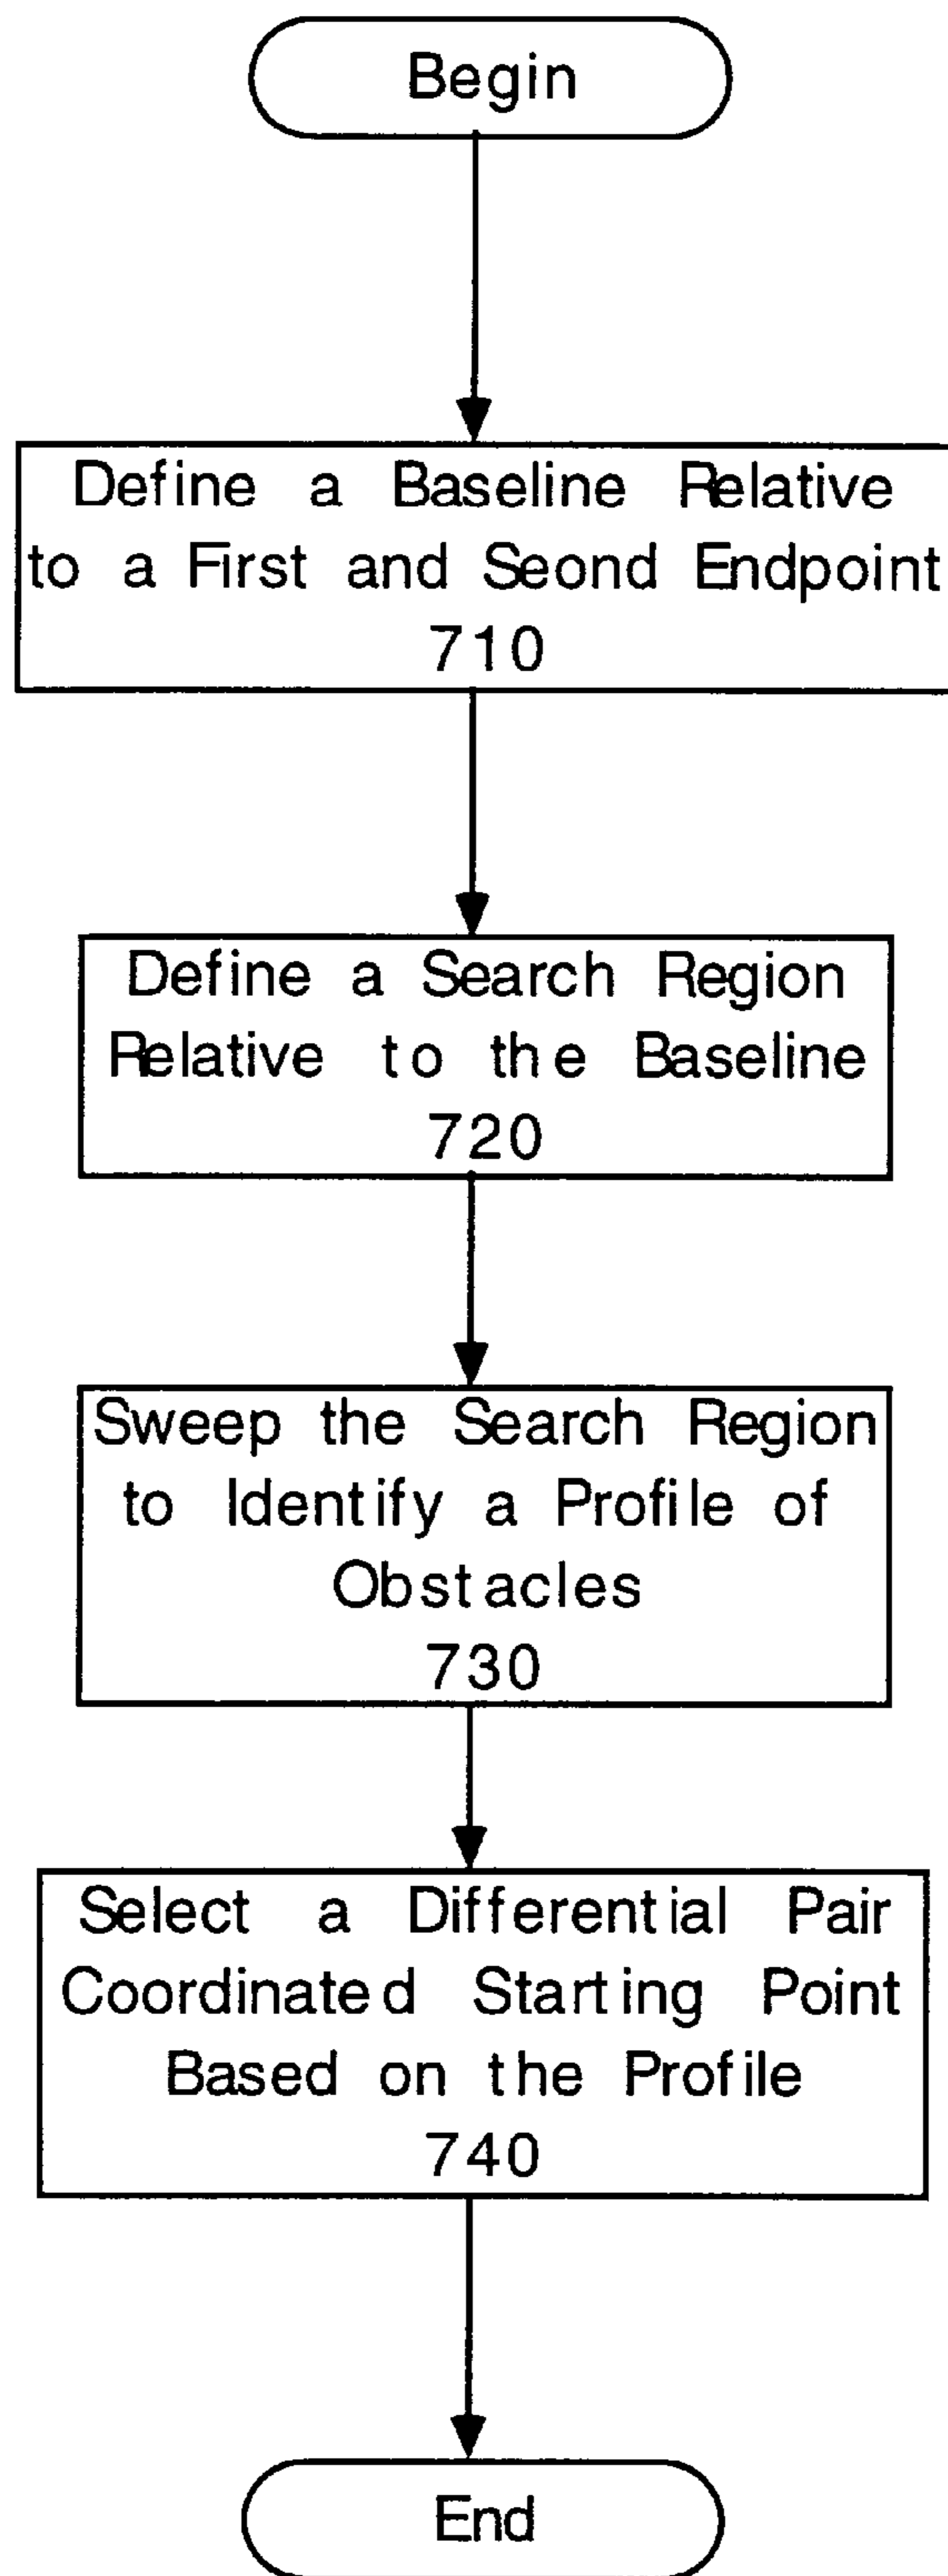 Begin
Define a Baseline Relative
to a First and Seond Endpoint
710
Define a Search Region
Relative to the Baseline
720
Sweep the Search Region
to Identify a Profile of
Obstacles
730
Select a Differential Pair
Coordinated Starting Point
Based on the Profile
740
End